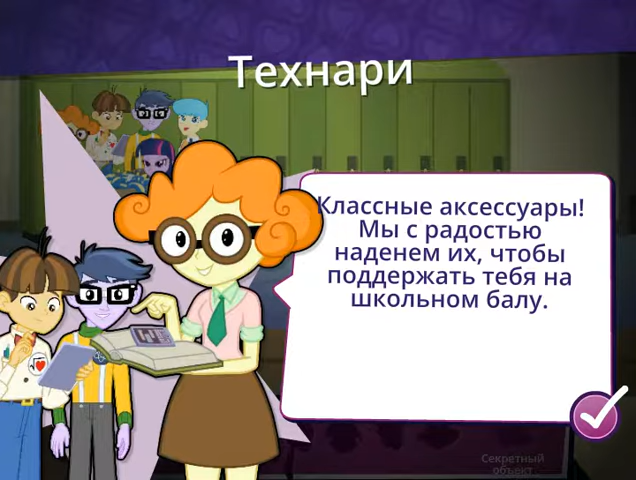 Технари
Классные аксессуары!
Мы с радостью
наденем их, чтобы
поддержать тебя на
школьном балу.
Секретный
объект